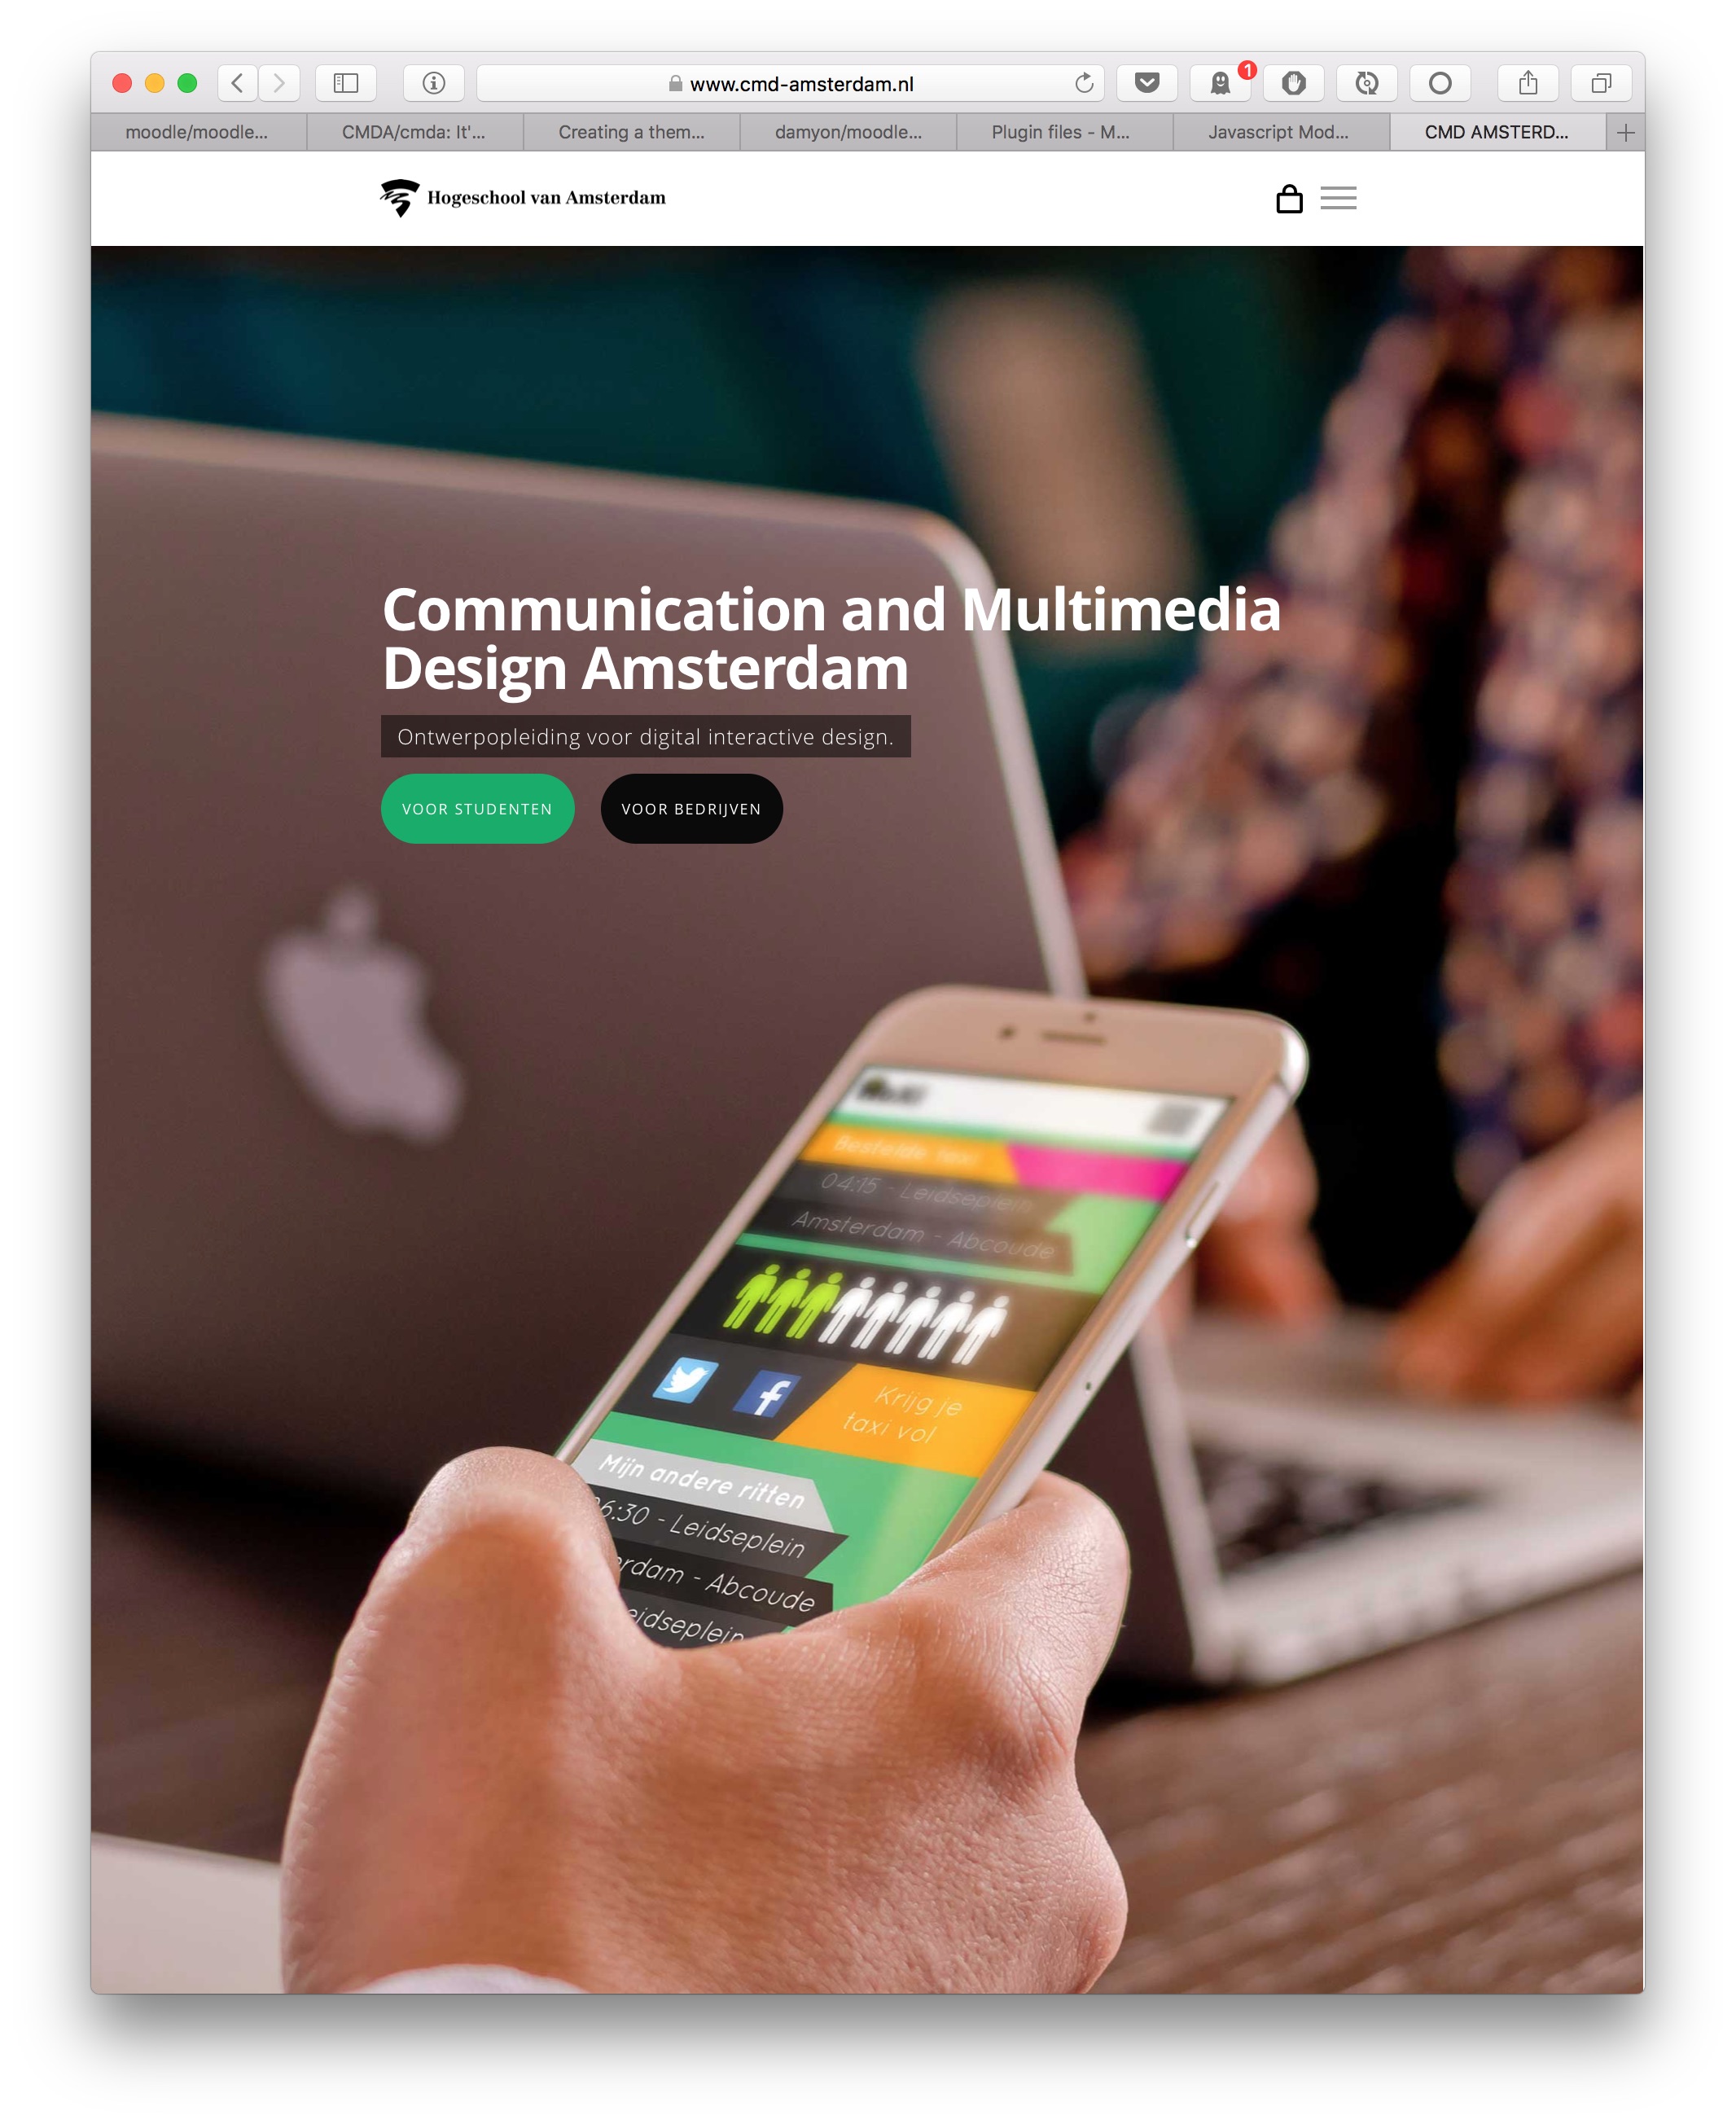 www.cmd-amsterdam.nl
1
moodle/moodle...
CMDA/cmda: It'...
Creating a them...
damyon/moodle...
Plugin files - M...
Javascript Mod...
CMD AMSTERD...
Hogeschool van Amsterdam
Communication and Multimedia
Design Amsterdam
Ontwerpopleiding voor digital interactive design.
VOOR STUDENTEN
VOOR BEDRIJVEN
Bestelde taxi
04:15 - Leidseplein
Amsterdam - Abcoude
Krijg je
taxi vol
Mijn andere ritten
6:30 - Leidseplein
rdam - Abcoude
eidseplein